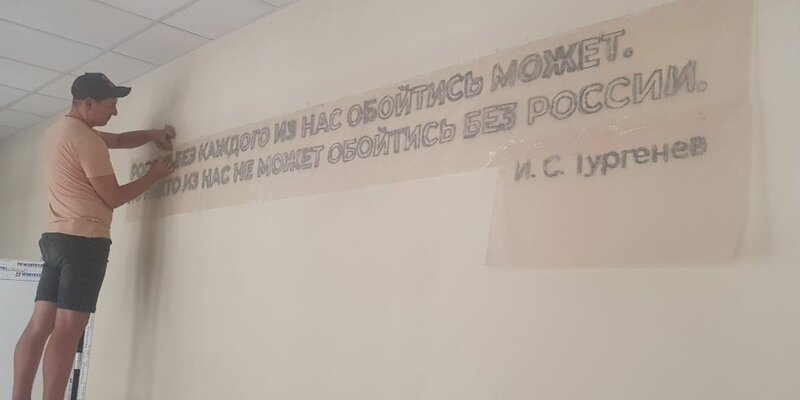 БЕЗ КАЖДОГО ИЗ НАС ОБОЙТИСЬ МОЖЕТ.
ИЗ НАС НЕ МОЖЕТ ОБОЙТИСЬ БЕЗ РОССИИ.
И. С. Тургенев